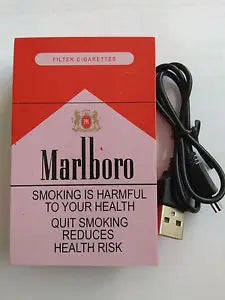 FILTER CIGARETTES
Marlboro
SMOKING IS HARMFUL
TO YOUR HEALTH
QUIT SMOKING
REDUCES
HEALTH RISK